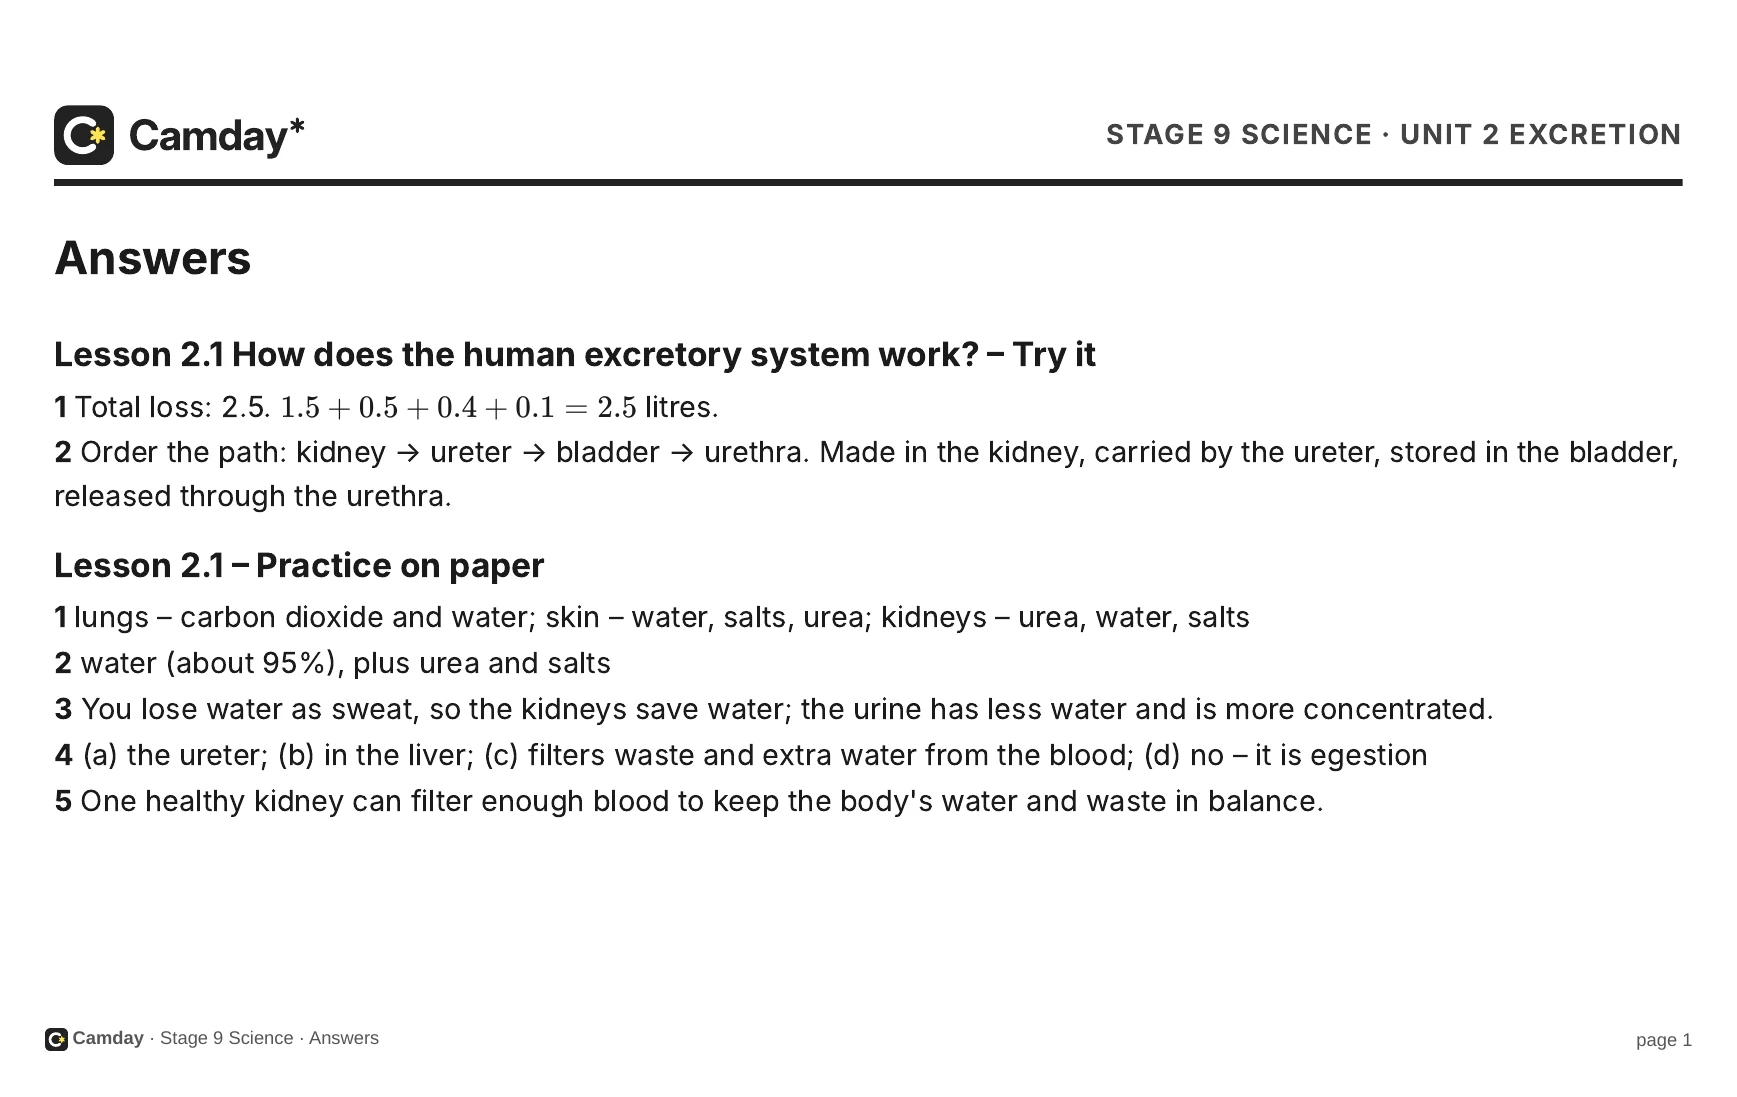 Camday*
STAGE 9 SCIENCE · UNIT 2 EXCRETION
Answers
Lesson 2.1 How does the human excretory system work? – Try it
1 Total loss: 2.5. 1.5 + 0.5 + 0.4 + 0.1 = 2.5 litres.
2 Order the path: kidney → ureter → bladder → urethra. Made in the kidney, carried by the ureter, stored in the bladder,
released through the urethra.
Lesson 2.1 – Practice on paper
1 lungs – carbon dioxide and water; skin – water, salts, urea; kidneys – urea, water, salts
2 water (about 95%), plus urea and salts
3 You lose water as sweat, so the kidneys save water; the urine has less water and is more concentrated.
4 (a) the ureter; (b) in the liver; (c) filters waste and extra water from the blood; (d) no – it is egestion
5 One healthy kidney can filter enough blood to keep the body's water and waste in balance.
Camday · Stage 9 Science · Answers
page 1